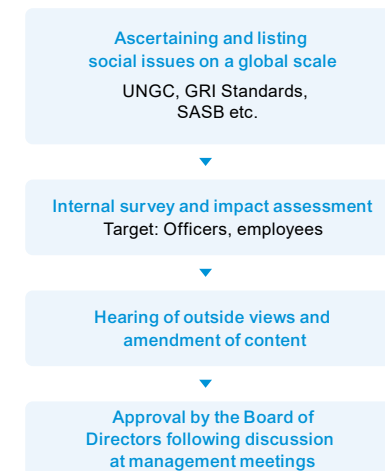 Ascertaining and listing
social issues on a global scale
UNGC, GRI Standards,
SASB etc.
Internal survey and impact assessment
Target: Officers, employees
Hearing of outside views and
amendment of content
Approval by the Board of
Directors following discussion
at management meetings